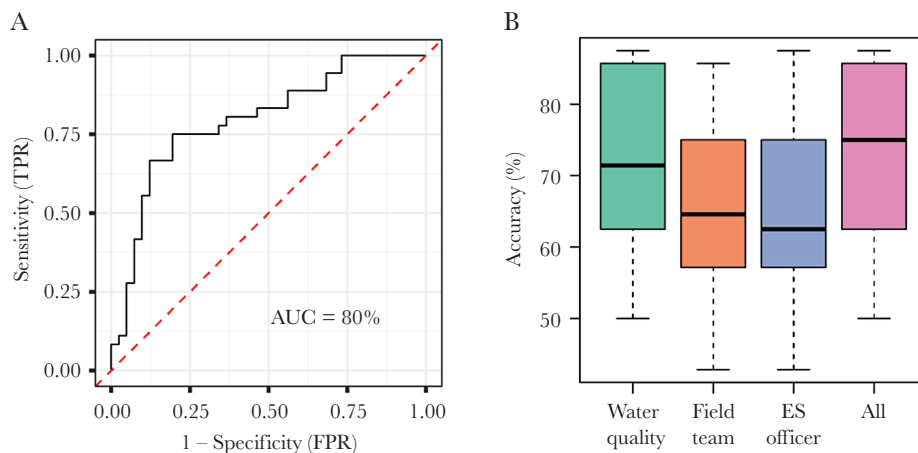 A
1.00
0.75
0.50
0.25
0.00
Sensitivity (TPR)
AUC = 80%
0.00 0.25 0.50 0.75 1.00
1 – Specificity (FPR)
B
80
70
60
50
Accuracy (%)
Water quality
Field team
ES officer
All